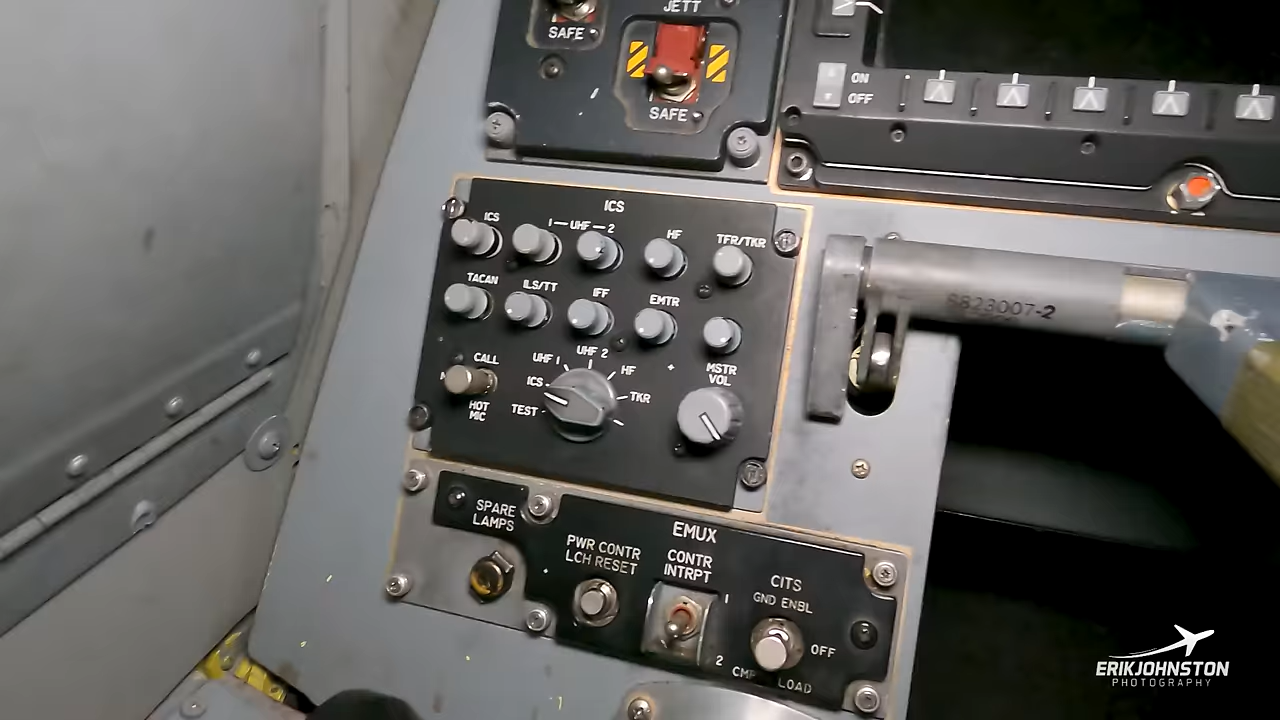 JETT
SAFE
SAFE
ON
OFF
ICS
ICS
1 UHF 2
HF
TFR/TKR
TACAN
ILS/TT
IFF
EMTR
CALL
HOT
MIC
TEST
ICS
UHF 1
UHF 2
HF
TKR
MSTR
VOL
S823007-2
SPARE
LAMPS
EMUX
PWR CONTR
LCH RESET
CONTR
INTRPT
1
2
CITS
GND ENBL
OFF
LOAD
ERIKJOHNSTON
PHOTOGRAPHY